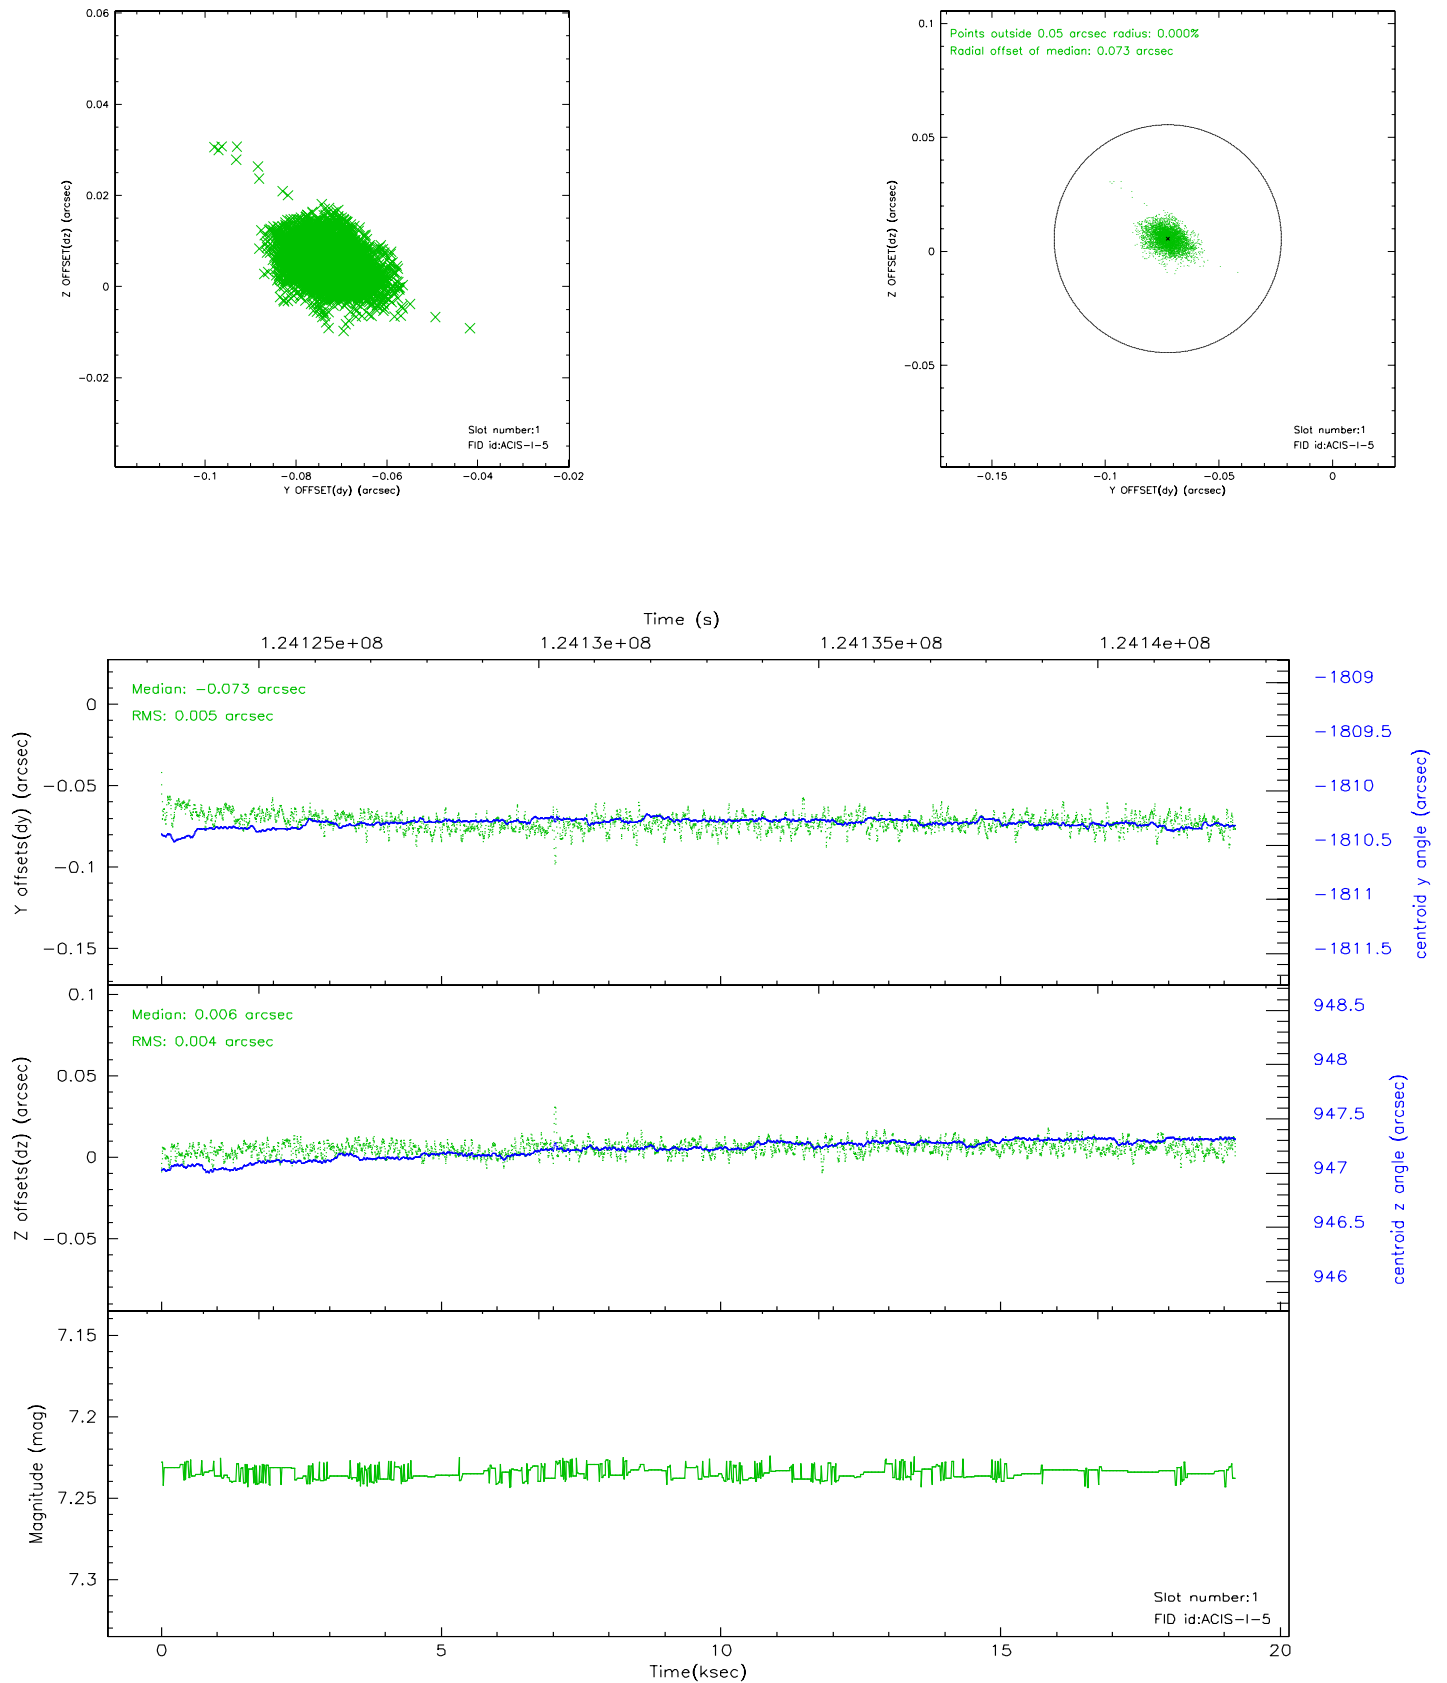 0.06
0.04
0.02
0
−0.02
Z OFFSET(dz) (arcsec)
Slot number:1
FID id:ACIS−I−5
−0.1
−0.08
−0.06
−0.04
−0.02
Y OFFSET(dy) (arcsec)
Points outside 0.05 arcsec radius: 0.000%
Radial offset of median: 0.073 arcsec
0.1
0.05
0
−0.05
Z OFFSET(dz) (arcsec)
Slot number:1
FID id:ACIS−I−5
−0.15
−0.1
−0.05
0
Y OFFSET(dy) (arcsec)
Time (s)
1.24125e+08
1.2413e+08
1.24135e+08
1.2414e+08
Median: −0.073 arcsec
RMS: 0.005 arcsec
0
−0.05
−0.1
−0.15
Y offsets(dy) (arcsec)
−1809
−1809.5
−1810
−1810.5
−1811
−1811.5
centroid y angle (arcsec)
Median: 0.006 arcsec
RMS: 0.004 arcsec
0.1
0.05
0
−0.05
Z offsets(dz) (arcsec)
948.5
948
947.5
947
946.5
946
centroid z angle (arcsec)
7.15
7.2
7.25
7.3
Magnitude (mag)
Slot number:1
FID id:ACIS−I−5
0
5
10
15
20
Time(ksec)